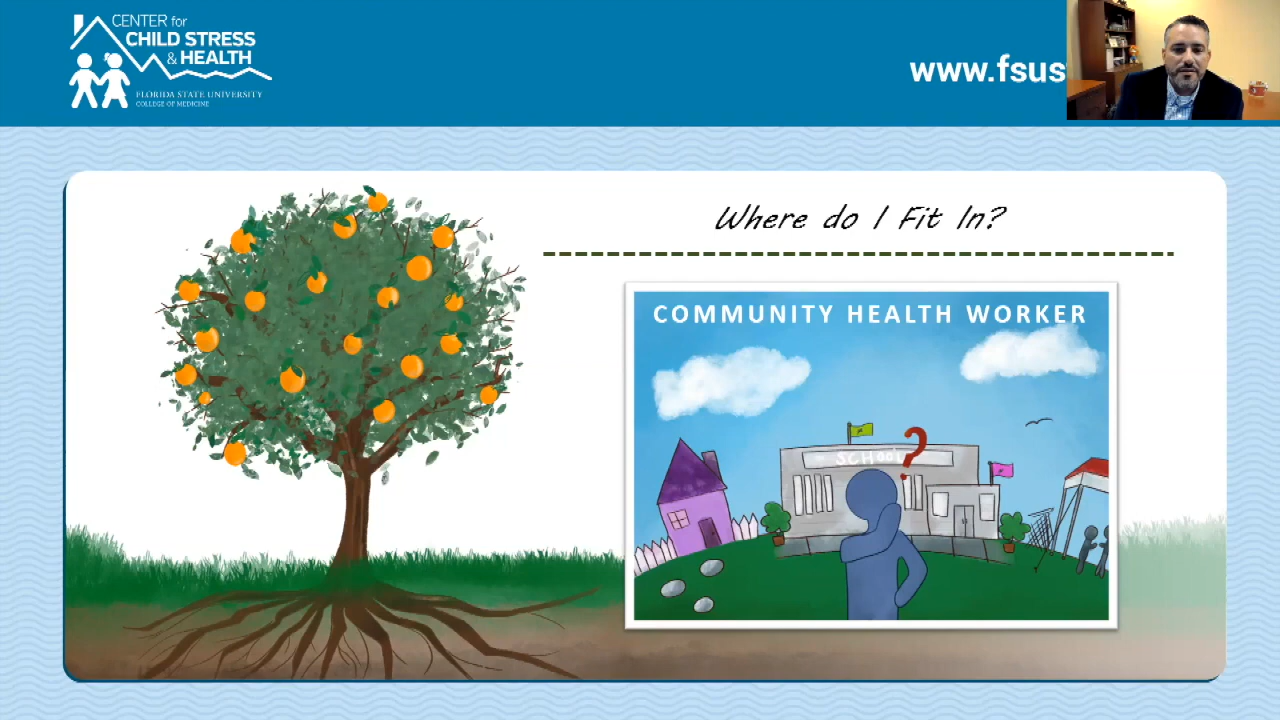 CENTER for
CHILD STRESS
& HEALTH
FLORIDA STATE UNIVERSITY
COLLEGE OF MEDICINE
www.fsus
Where do I Fit In?
COMMUNITY HEALTH WORKER
SCHOOL
?